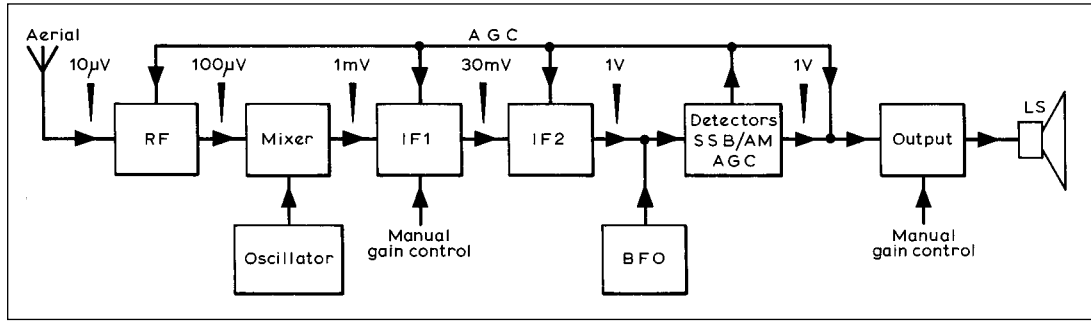 Aerial
10µV
100µV
1mV
AGC
30mV
1V
1V
LS
RF
Mixer
IF1
IF2
Detectors
SSB/AM
AGC
Output
Oscillator
Manual
gain control
BFO
Manual
gain control